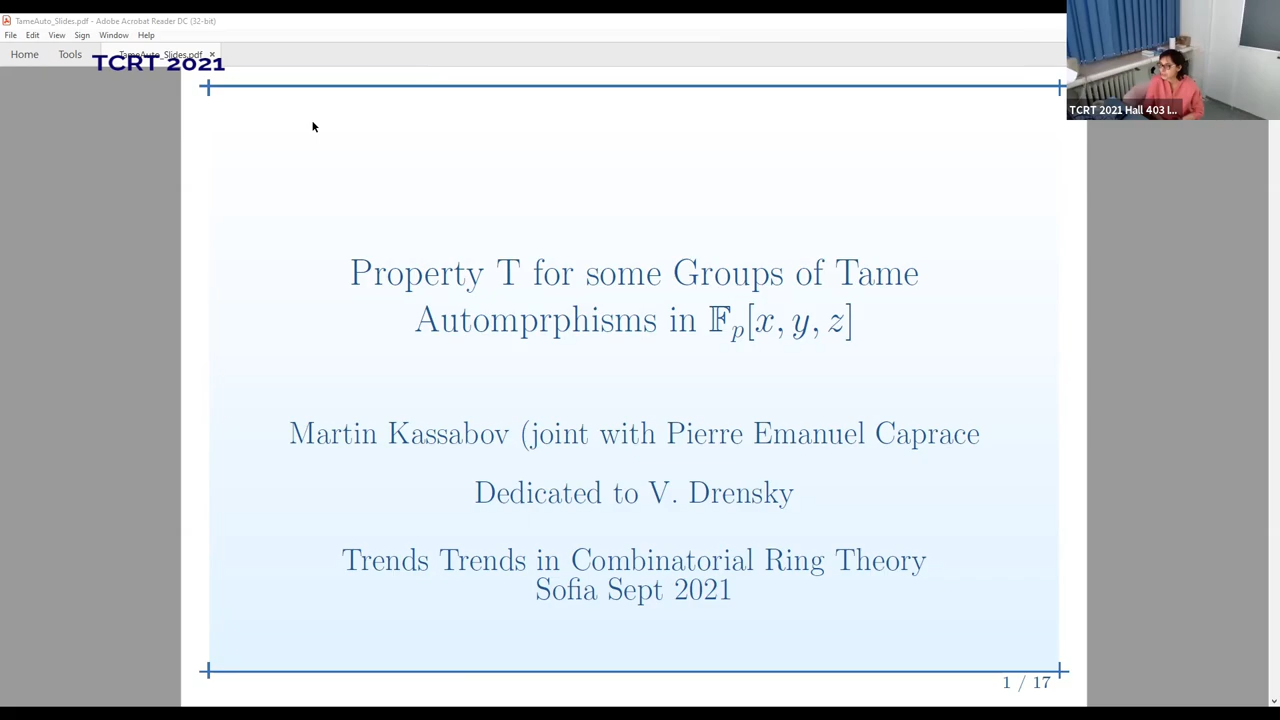 TameAuto_Slides.pdf - Adobe Acrobat Reader DC (32-bit)
File Edit View Sign Window Help
Home Tools TameAuto_Slides.pdf ×
TCRT 2021
TCRT 2021 Hall 403 I...
Property T for some Groups of Tame
Automprphisms in 𝔽ₚ[x, y, z]
Martin Kassabov (joint with Pierre Emanuel Caprace
Dedicated to V. Drensky
Trends Trends in Combinatorial Ring Theory
Sofia Sept 2021
1 / 17